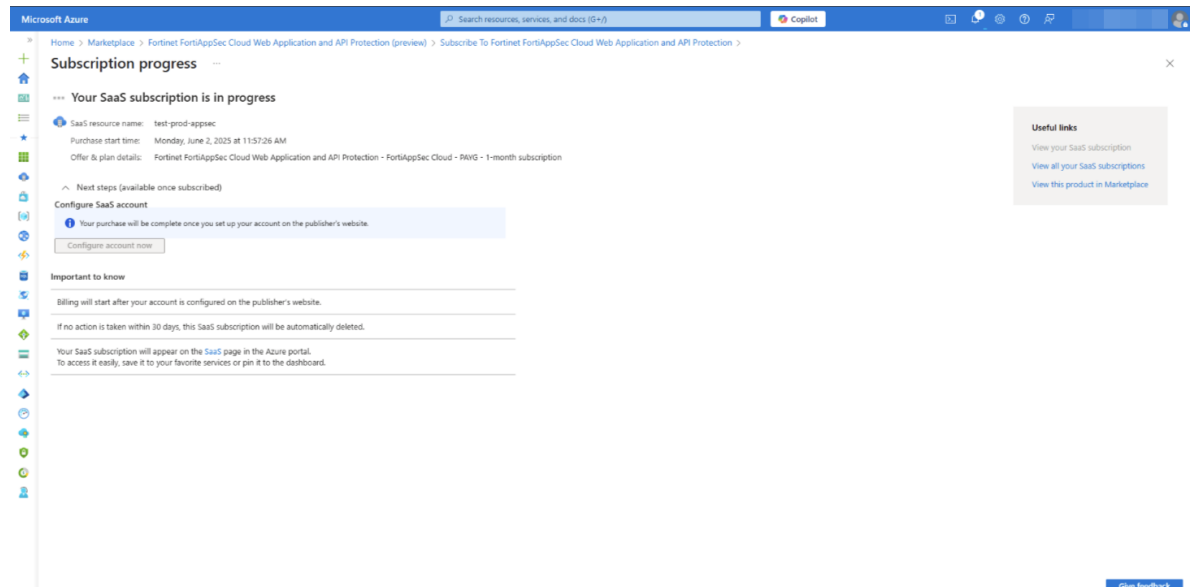 Microsoft Azure
Search resources, services, and docs (G+/)
Copilot
1
Home > Marketplace > Fortinet FortiAppSec Cloud Web Application and API Protection (preview) > Subscribe To Fortinet FortiAppSec Cloud Web Application and API Protection >
Subscription progress ...
Your SaaS subscription is in progress
SaaS resource name: test-prod-appsec
Purchase start time: Monday, June 2, 2025 at 11:57:26 AM
Offer & plan details: Fortinet FortiAppSec Cloud Web Application and API Protection - FortiAppSec Cloud - PAYG - 1-month subscription
Next steps (available once subscribed)
Configure SaaS account
Your purchase will be complete once you set up your account on the publisher's website.
Configure account now
Important to know
Billing will start after your account is configured on the publisher's website.
If no action is taken within 30 days, this SaaS subscription will be automatically deleted.
Your SaaS subscription will appear on the SaaS page in the Azure portal.
To access it easily, save it to your favorite services or pin it to the dashboard.
Useful links
View your SaaS subscription
View all your SaaS subscriptions
View this product in Marketplace
Give feedback